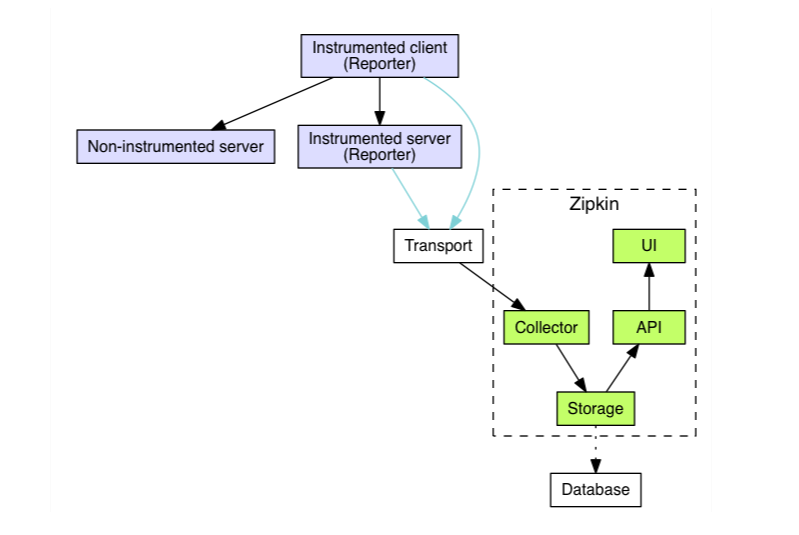 Instrumented client
(Reporter)
Non-instrumented server
Instrumented server
(Reporter)
Zipkin
Transport
UI
Collector
API
Storage
Database